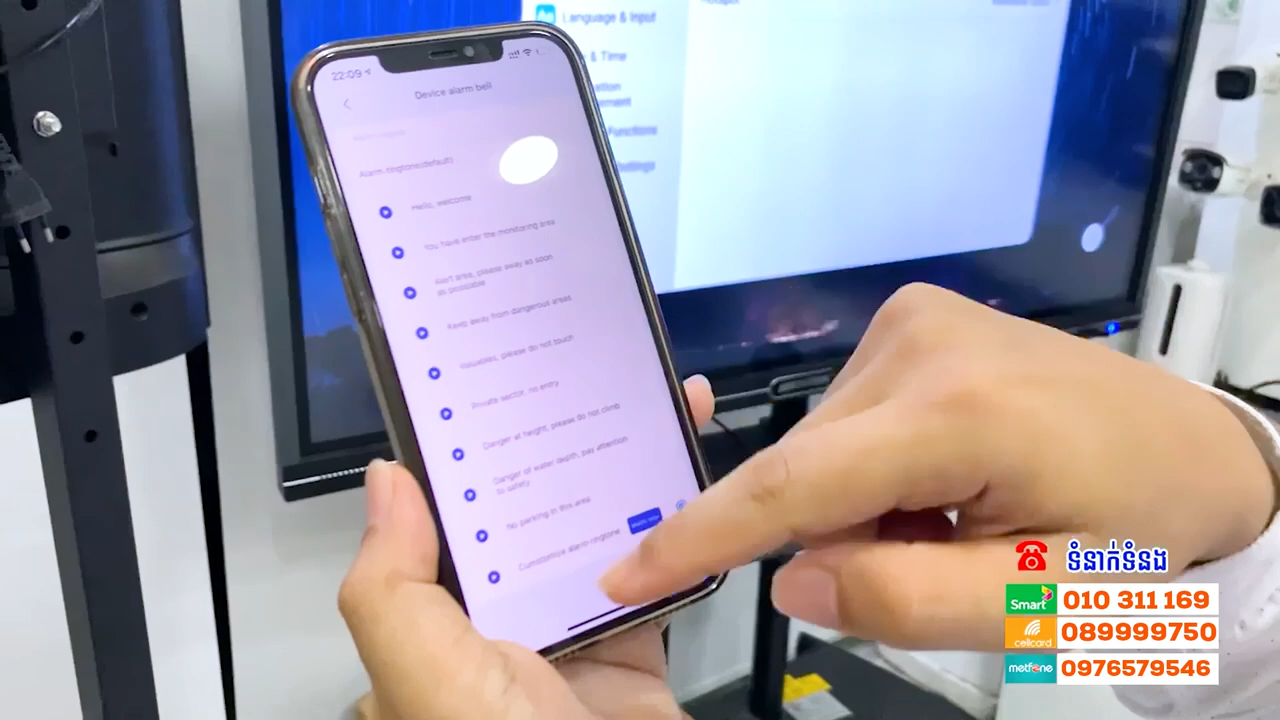 Language & Input
& Time
Functions
22:09
Device alarm bell
Alarm ringtone(default)
Hello, welcome
You have enter the monitoring area
Alert area, please away as soon
as possiable
Keep away from dangerous areas
Valuables, please do not touch
Private sector, no entry
Danger at height, please do not climb
Danger of water depth, pay attention
to safety
No parking in this area
Customize alarm ringtone
ទំនាក់ទំនង
Smart 010 311 169
cellcard 089999750
metfone 0976579546